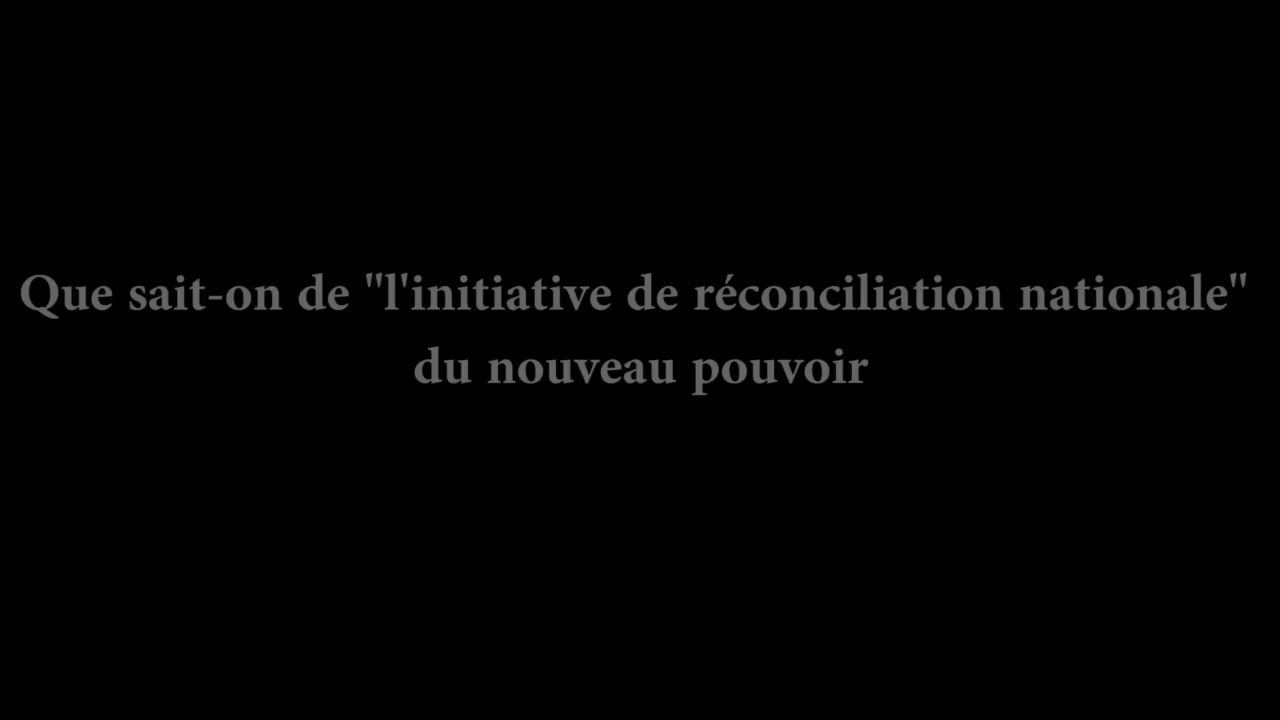 Que sait-on de "l'initiative de réconciliation nationale"
du nouveau pouvoir